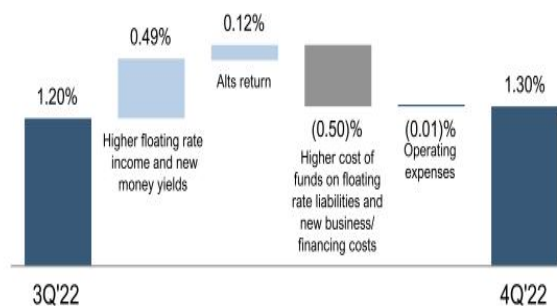 1.20%
0.49%
Higher floating rate
income and new
money yields
0.12%
Alts return
(0.50)%
Higher cost of
funds on floating
rate liabilities and
new business/
financing costs
(0.01)%
Operating
expenses
1.30%
3Q'22
4Q'22